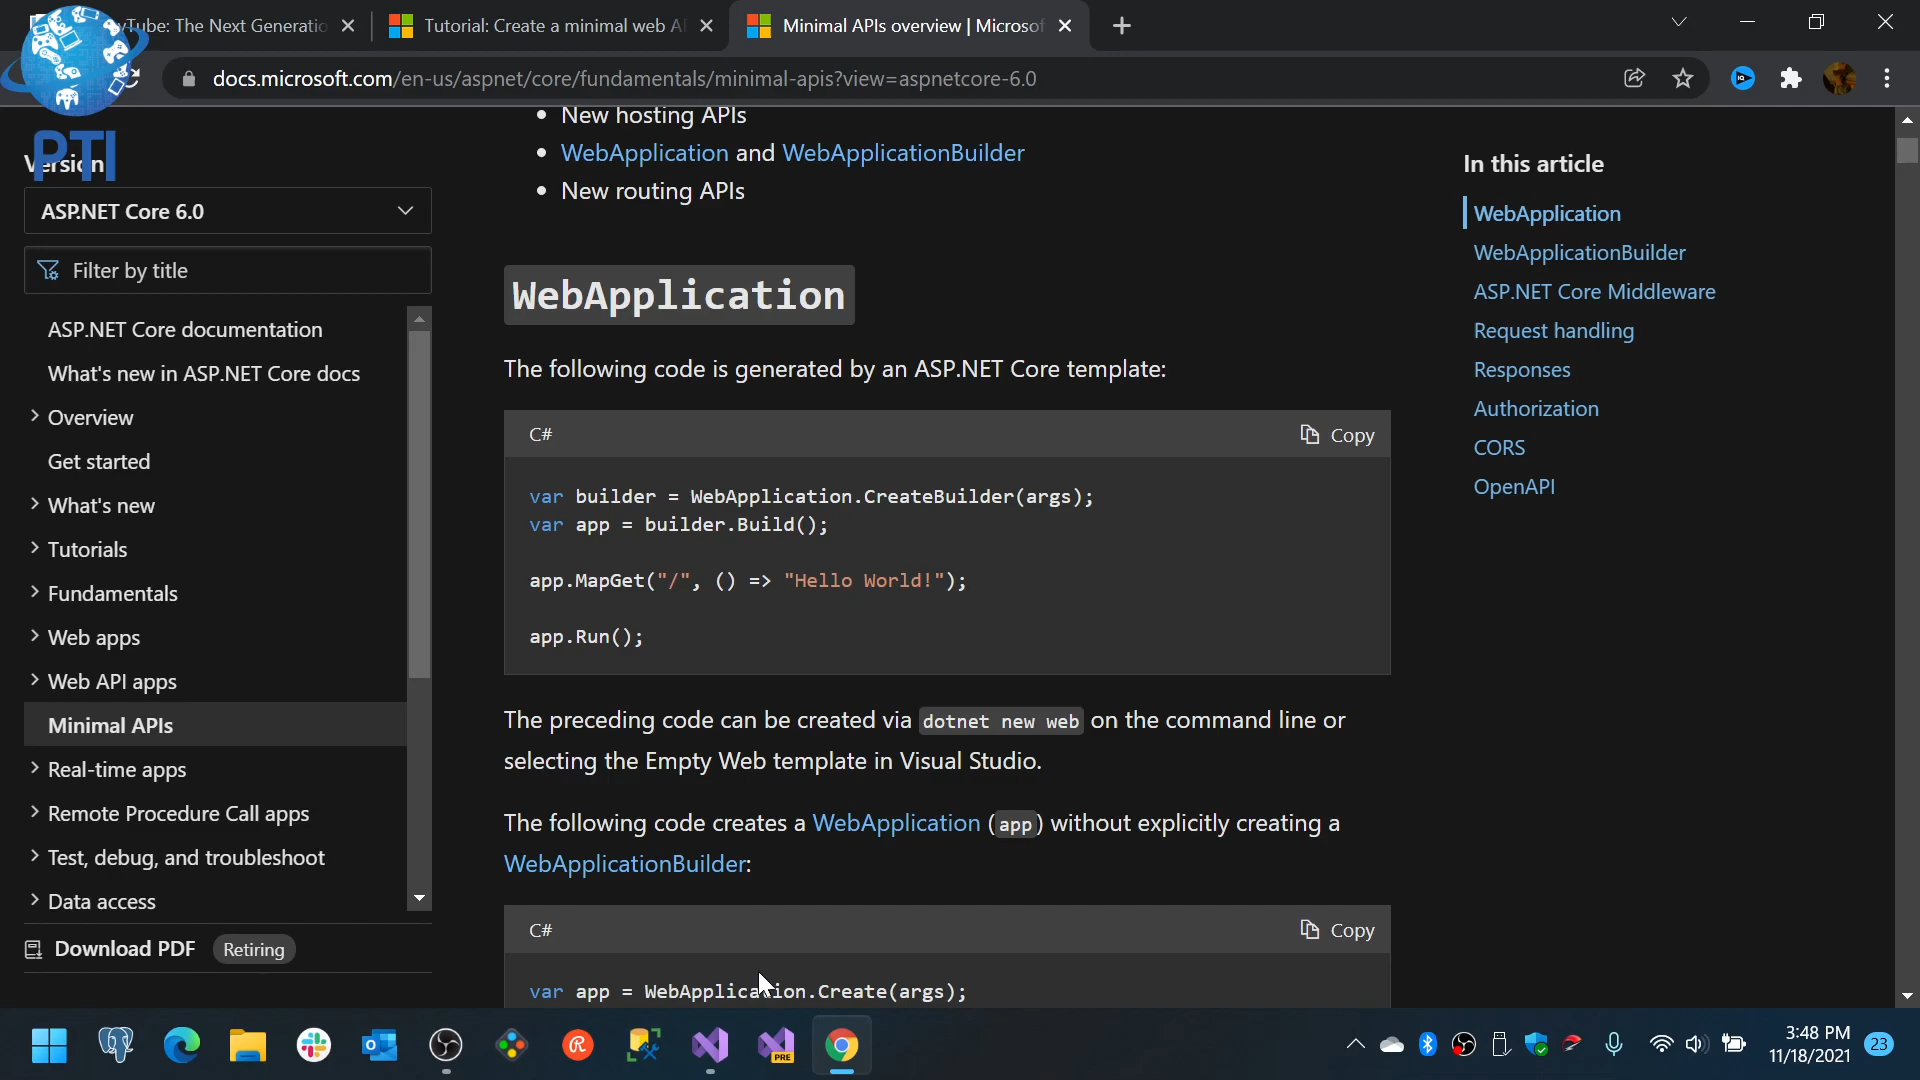 Tube: The Next Generatio
Tutorial: Create a minimal web A
Minimal APIs overview | Microsof
docs.microsoft.com/en-us/aspnet/core/fundamentals/minimal-apis?view=aspnetcore-6.0
PTI
Version
ASP.NET Core 6.0
Filter by title
ASP.NET Core documentation
What's new in ASP.NET Core docs
Overview
Get started
What's new
Tutorials
Fundamentals
Web apps
Web API apps
Minimal APIs
Real-time apps
Remote Procedure Call apps
Test, debug, and troubleshoot
Data access
Download PDF Retiring
• New hosting APIs
• WebApplication and WebApplicationBuilder
• New routing APIs
WebApplication
The following code is generated by an ASP.NET Core template:
C# Copy
var builder = WebApplication.CreateBuilder(args);
var app = builder.Build();
app.MapGet("/", () => "Hello World!");
app.Run();
The preceding code can be created via dotnet new web on the command line or
selecting the Empty Web template in Visual Studio.
The following code creates a WebApplication (app) without explicitly creating a
WebApplicationBuilder:
C# Copy
var app = WebApplication.Create(args);
In this article
WebApplication
WebApplicationBuilder
ASP.NET Core Middleware
Request handling
Responses
Authorization
CORS
OpenAPI
PRE
3:48 PM
11/18/2021
23